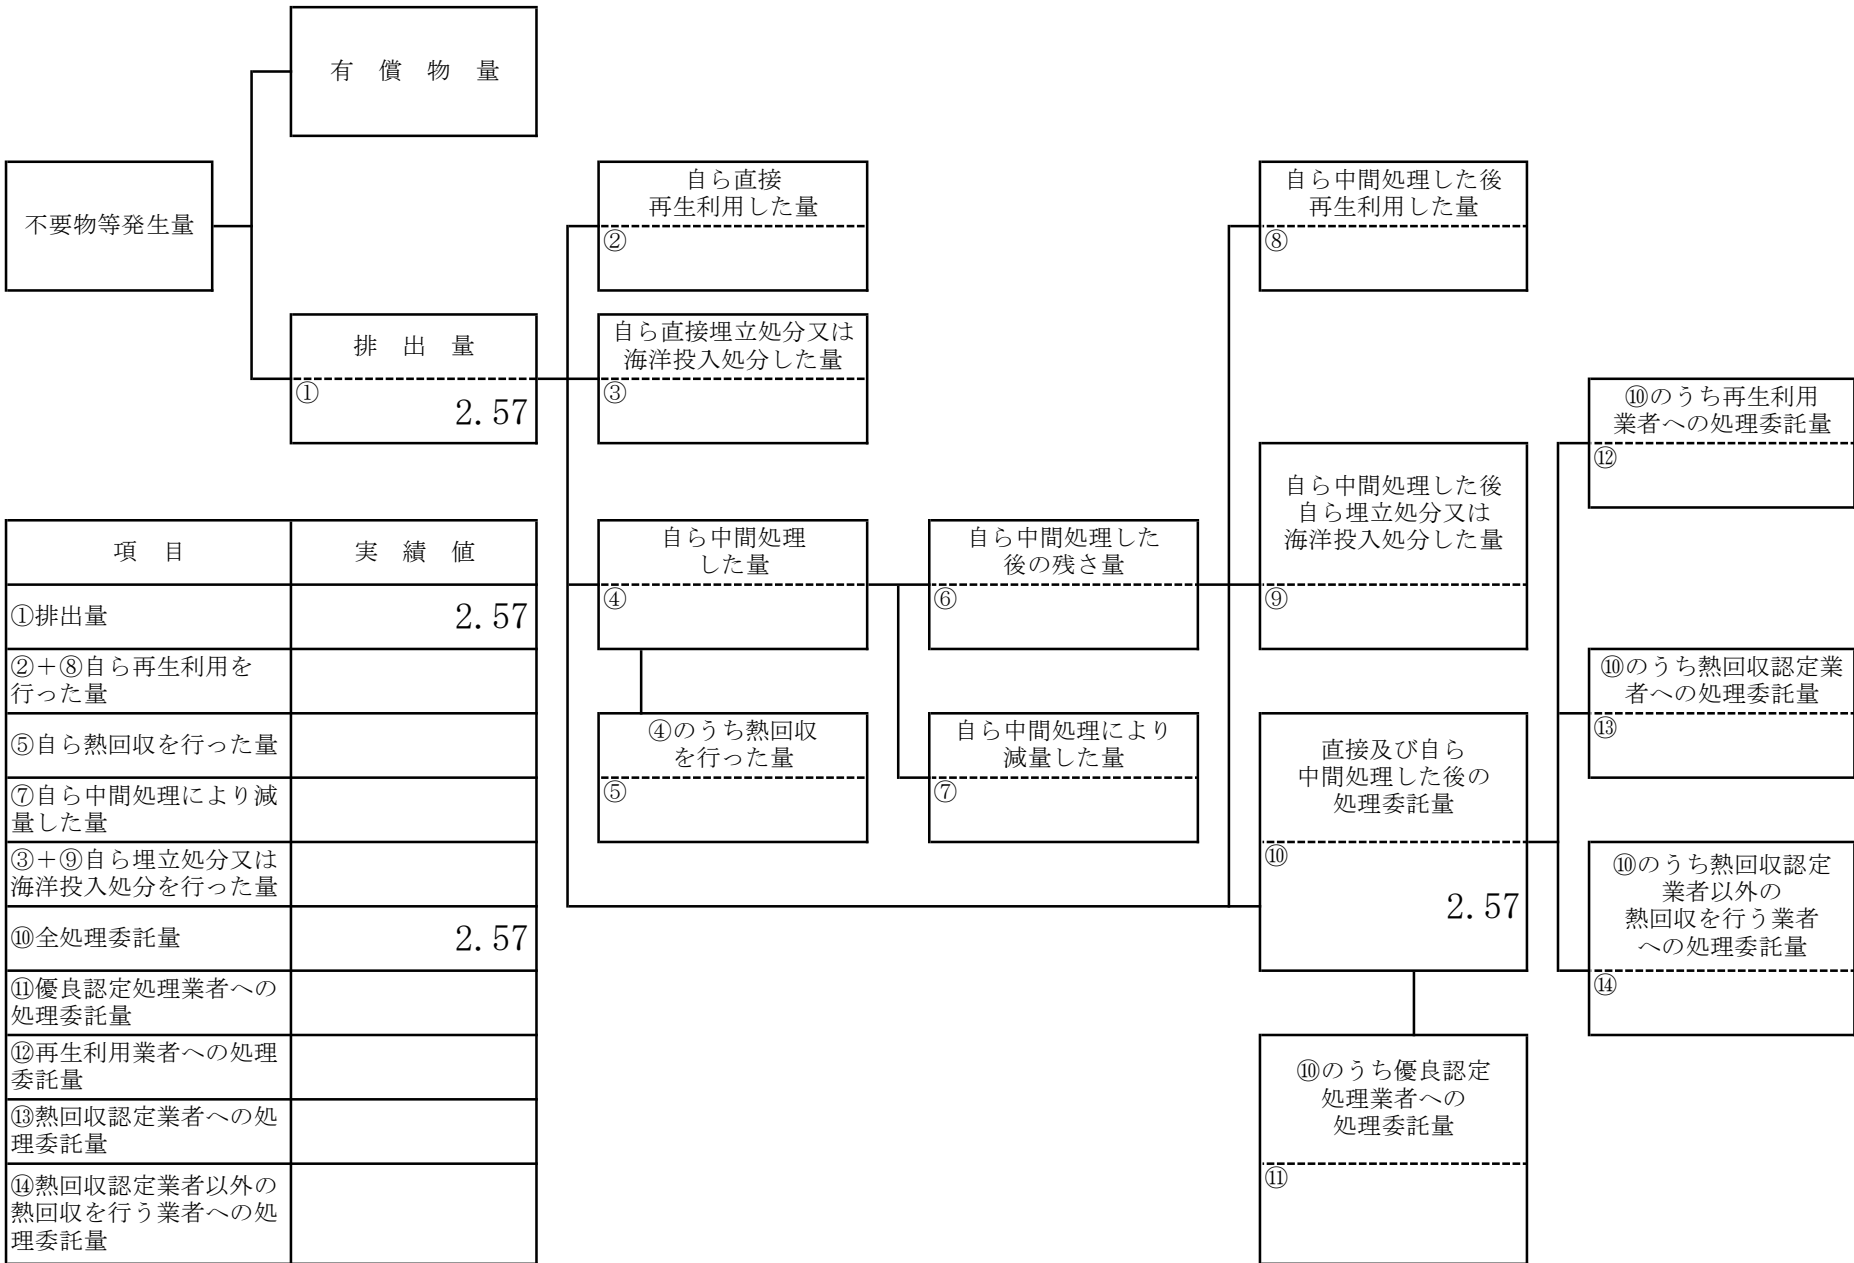 有　償　物　量
不要物等発生量
排　出　量
①
2.57
自ら直接
再生利用した量
②
自ら直接埋立処分又は
海洋投入処分した量
③
自ら中間処理
した量
④
④のうち熱回収
を行った量
⑤
自ら中間処理した
後の残さ量
⑥
自ら中間処理により
減量した量
⑦
自ら中間処理した後
再生利用した量
⑧
自ら中間処理した後
自ら埋立処分又は
海洋投入処分した量
⑨
直接及び自ら
中間処理した後の
処理委託量
⑩
2.57
⑩のうち優良認定
処理業者への
処理委託量
⑪
⑩のうち再生利用
業者への処理委託量
⑫
⑩のうち熱回収認定業
者への処理委託量
⑬
⑩のうち熱回収認定
業者以外の
熱回収を行う業者
への処理委託量
⑭
項　目　実　績　値
①排出量　2.57
②＋⑧自ら再生利用を
行った量
⑤自ら熱回収を行った量
⑦自ら中間処理により減
量した量
③＋⑨自ら埋立処分又は
海洋投入処分を行った量
⑩全処理委託量　2.57
⑪優良認定処理業者への
処理委託量
⑫再生利用業者への処理
委託量
⑬熱回収認定業者への処
理委託量
⑭熱回収認定業者以外の
熱回収を行う業者への処
理委託量